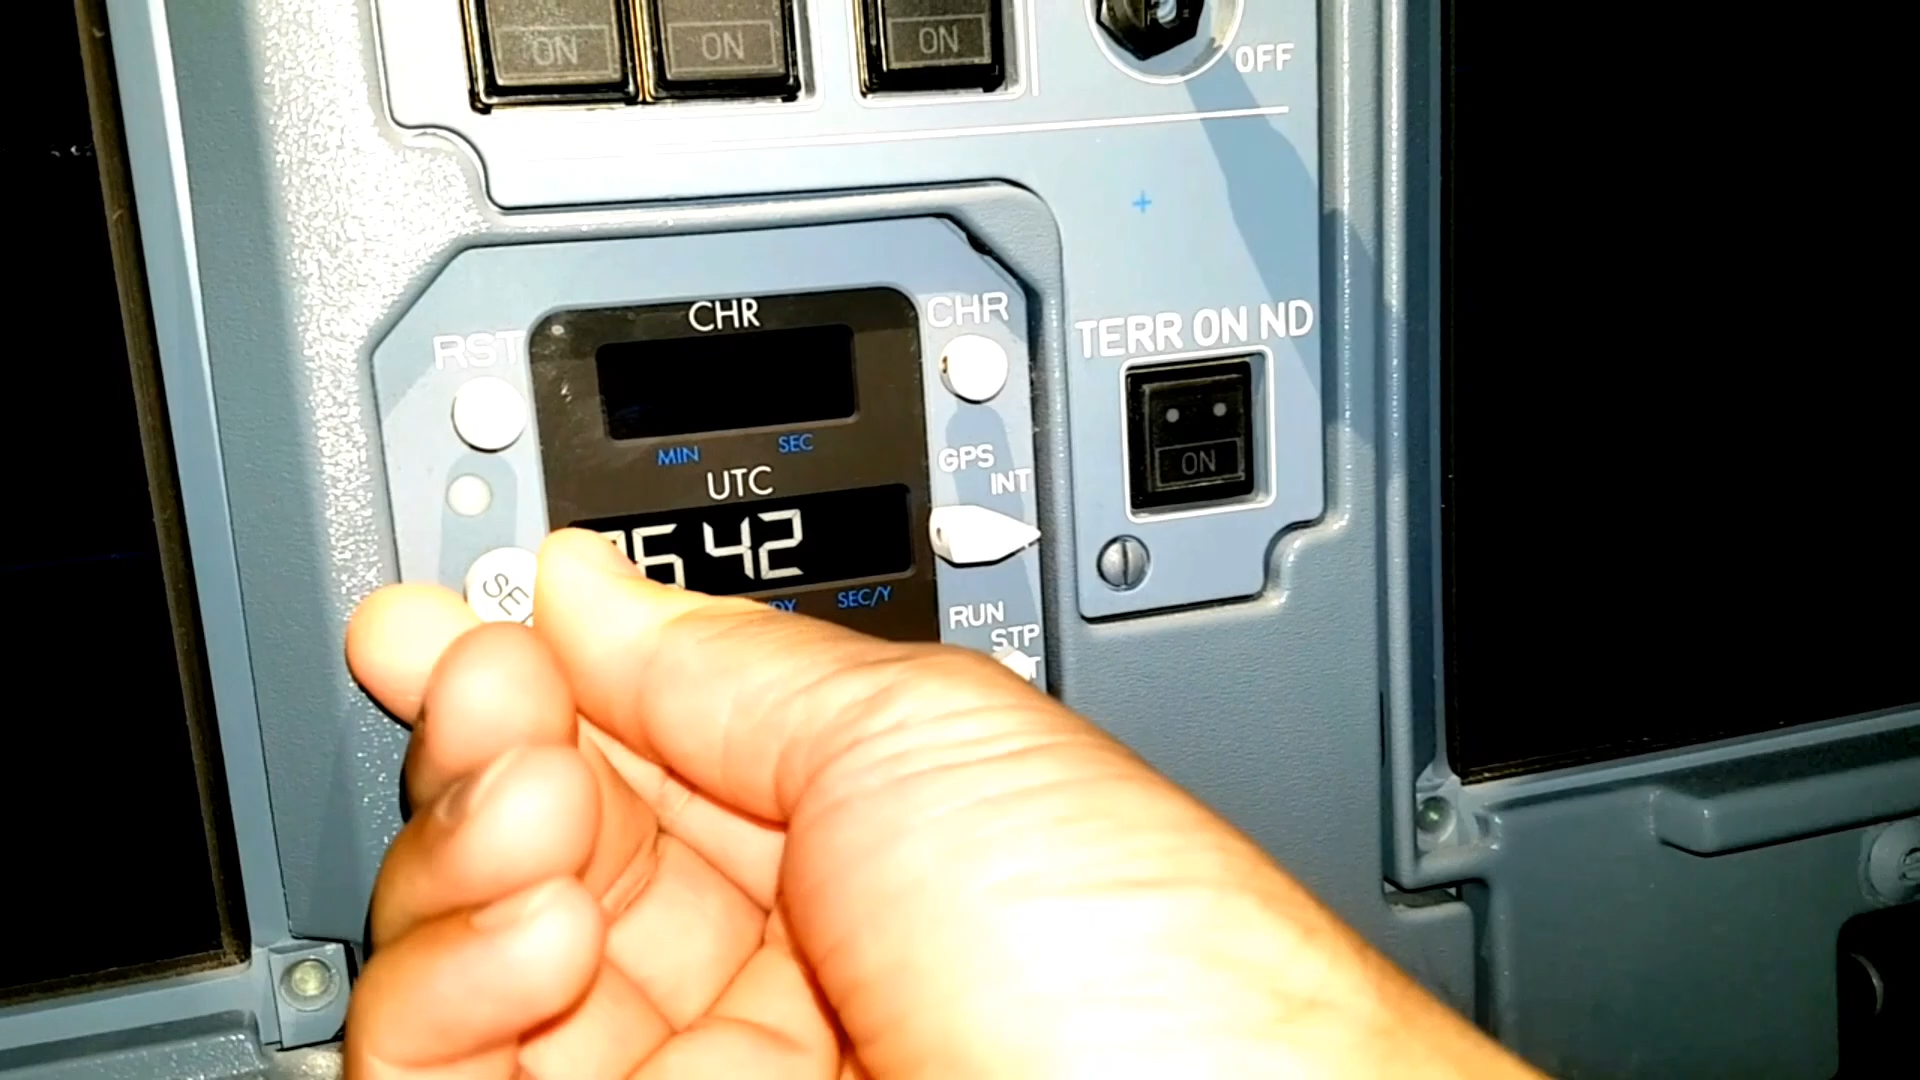 ON ON ON
OFF
CHR CHR
RST
TERR ON ND
MIN SEC
GPS
INT
UTC
ON
42
SEC/Y
RUN
STP